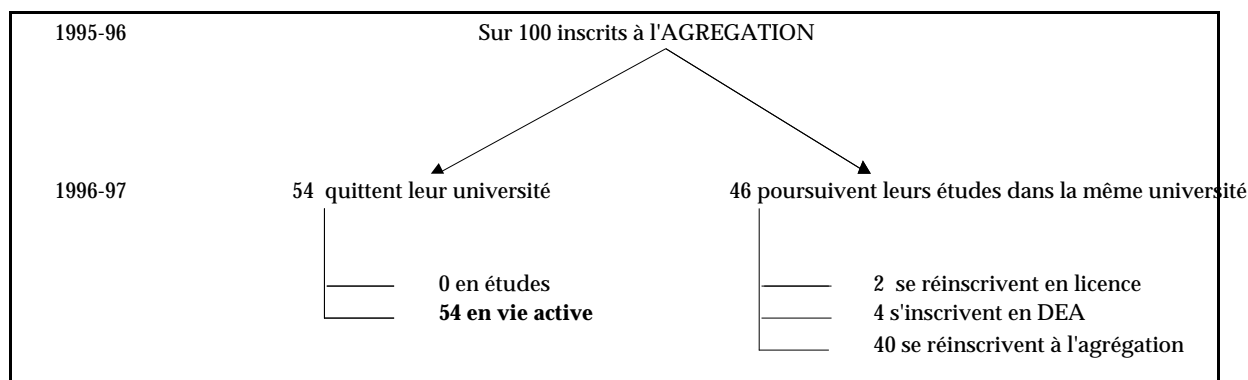 1995-96 Sur 100 inscrits à l'AGREGATION
1996-97 54 quittent leur université 46 poursuivent leurs études dans la même université
0 en études 2 se réinscrivent en licence
54 en vie active 4 s'inscrivent en DEA
40 se réinscrivent à l'agrégation